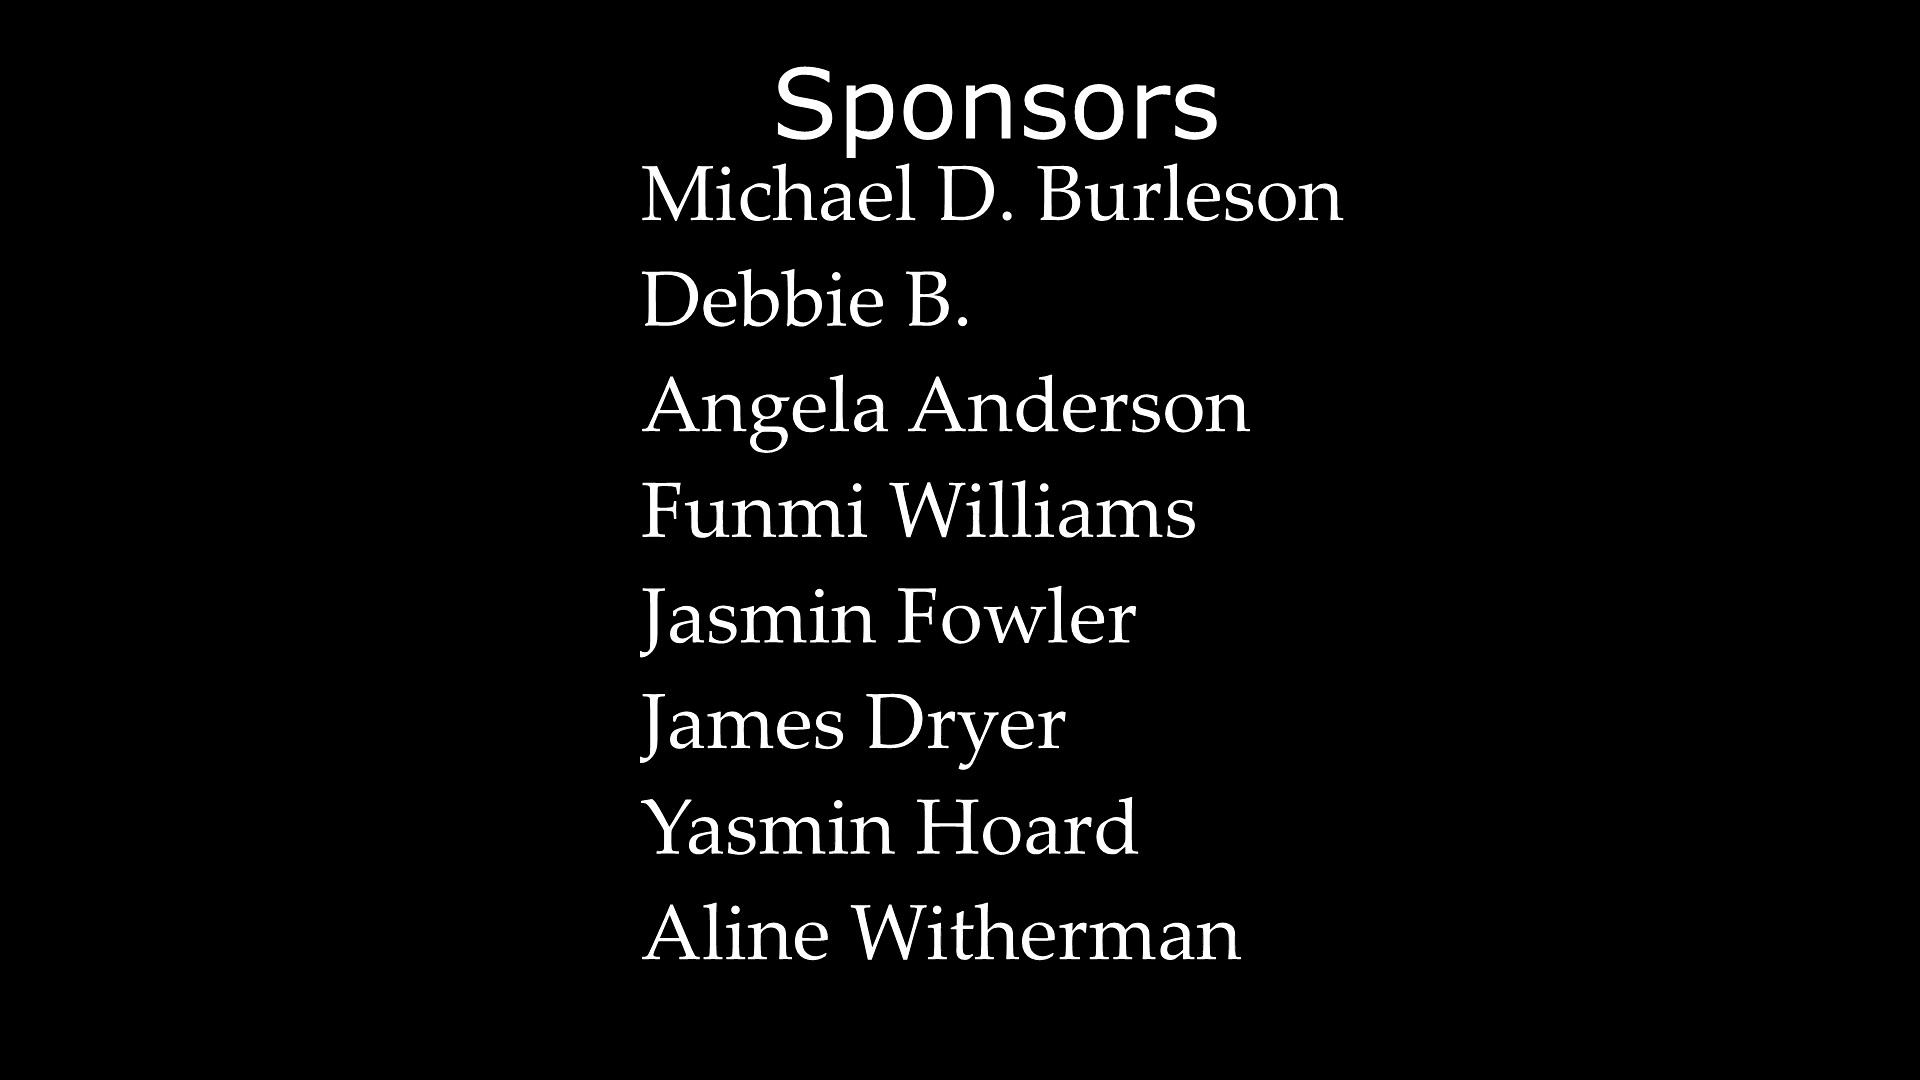 Sponsors
Michael D. Burleson
Debbie B.
Angela Anderson
Funmi Williams
Jasmin Fowler
James Dryer
Yasmin Hoard
Aline Witherman